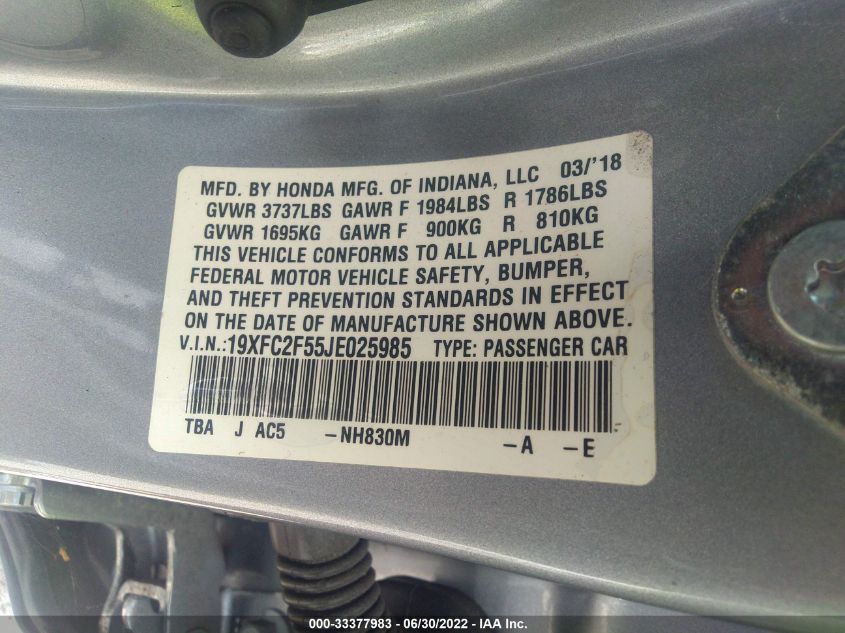 MFD. BY HONDA MFG. OF INDIANA, LLC 03/'18
GVWR 3737LBS GAWR F 1984LBS R 1786LBS
GVWR 1695KG GAWR F 900KG R 810KG
THIS VEHICLE CONFORMS TO ALL APPLICABLE
FEDERAL MOTOR VEHICLE SAFETY, BUMPER,
AND THEFT PREVENTION STANDARDS IN EFFECT
ON THE DATE OF MANUFACTURE SHOWN ABOVE.
V.I.N.:19XFC2F55JE025985 TYPE: PASSENGER CAR
TBA J AC5 -NH830M -A -E
000-33377983 / 06/30/2022 - IAA Inc.